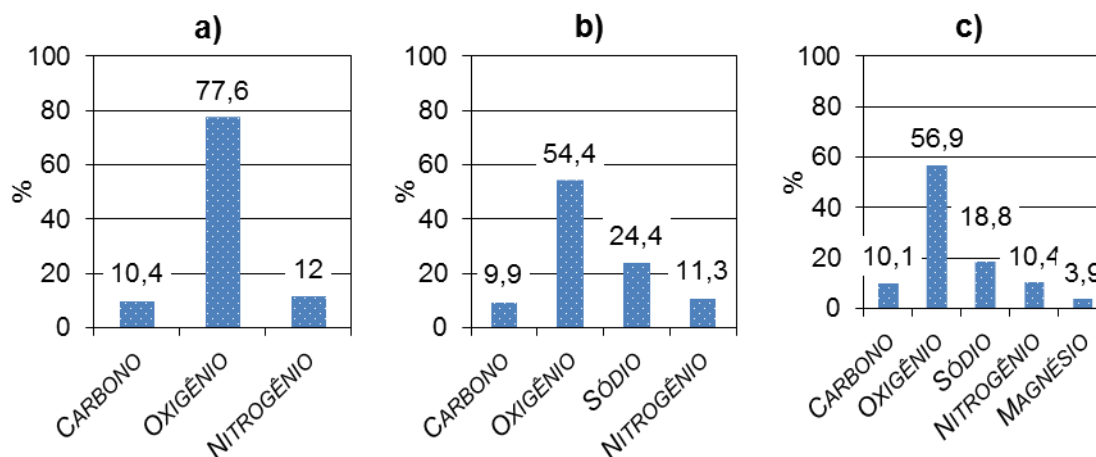 a)
100
80
60
40
20
0
%
77,6
10,4
12
CARBONO
OXIGÊNIO
NITROGÊNIO
b)
100
80
60
40
20
0
%
54,4
24,4
9,9
11,3
CARBONO
OXIGÊNIO
SÓDIO
NITROGÊNIO
c)
100
80
60
40
20
0
%
56,9
18,8
10,1
10,4
3,9
CARBONO
OXIGÊNIO
SÓDIO
NITROGÊNIO
MAGNÉSIO